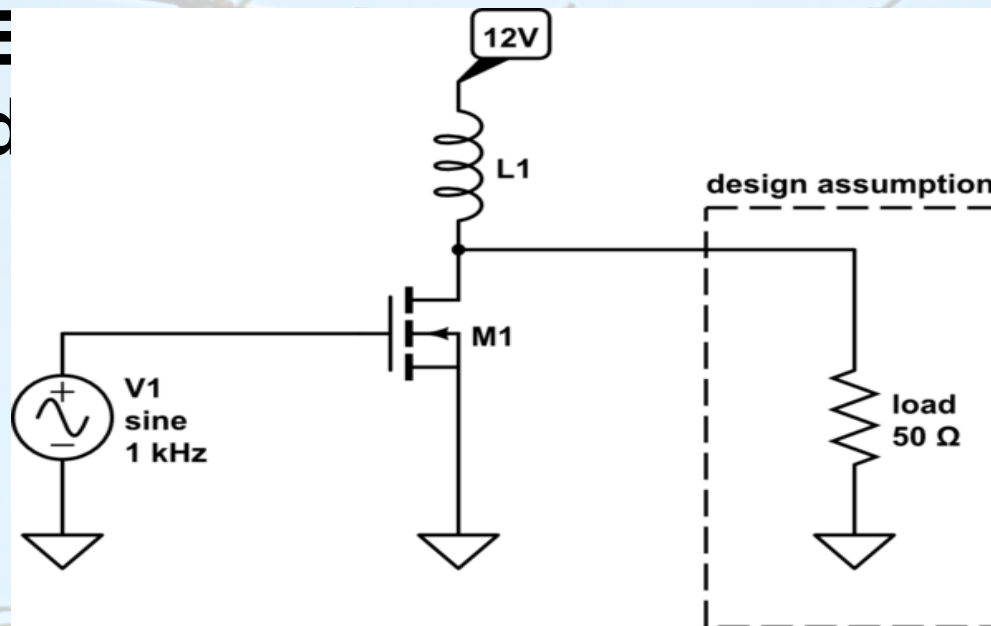 12V
L1
design assumption
M1
V1
sine
1 kHz
load
50 Ω